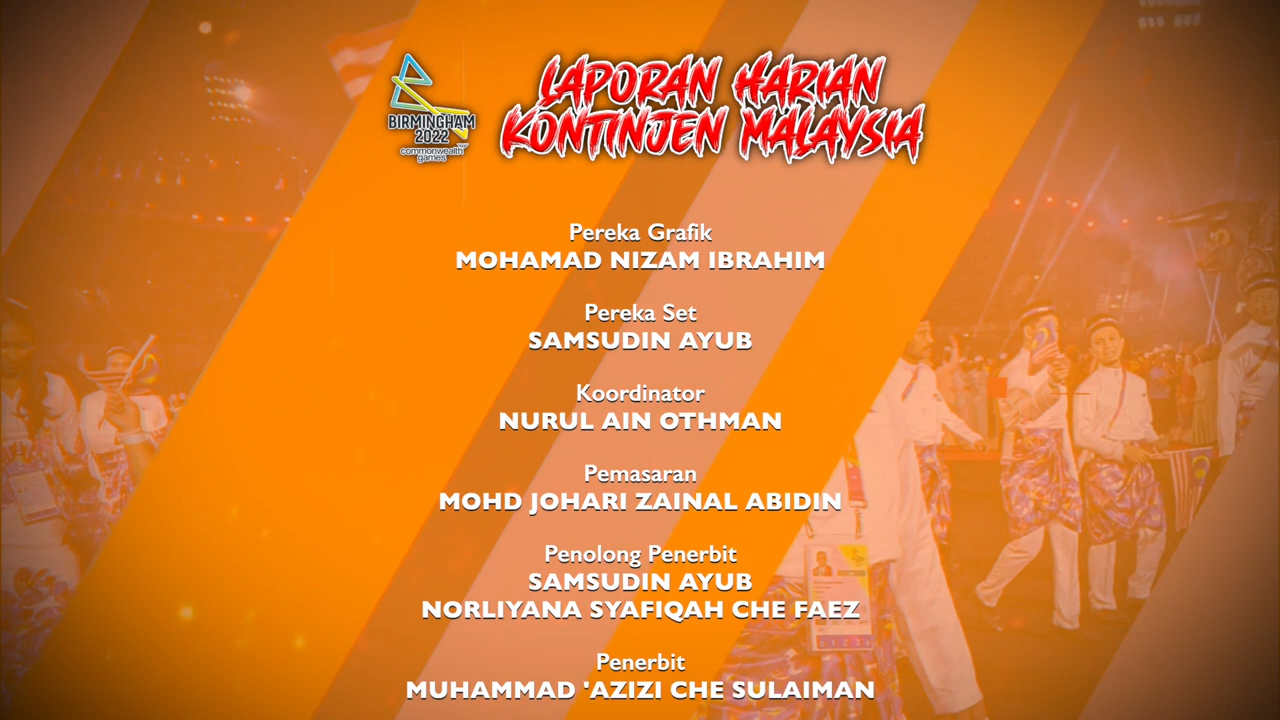 BIRMINGHAM
2022
commonwealth
games
LAPORAN HARIAN
KONTINJEN MALAYSIA
Pereka Grafik
MOHAMAD NIZAM IBRAHIM
Pereka Set
SAMSUDIN AYUB
Koordinator
NURUL AIN OTHMAN
Pemasaran
MOHD JOHARI ZAINAL ABIDIN
Penolong Penerbit
SAMSUDIN AYUB
NORLIYANA SYAFIQAH CHE FAEZ
Penerbit
MUHAMMAD 'AZIZI CHE SULAIMAN